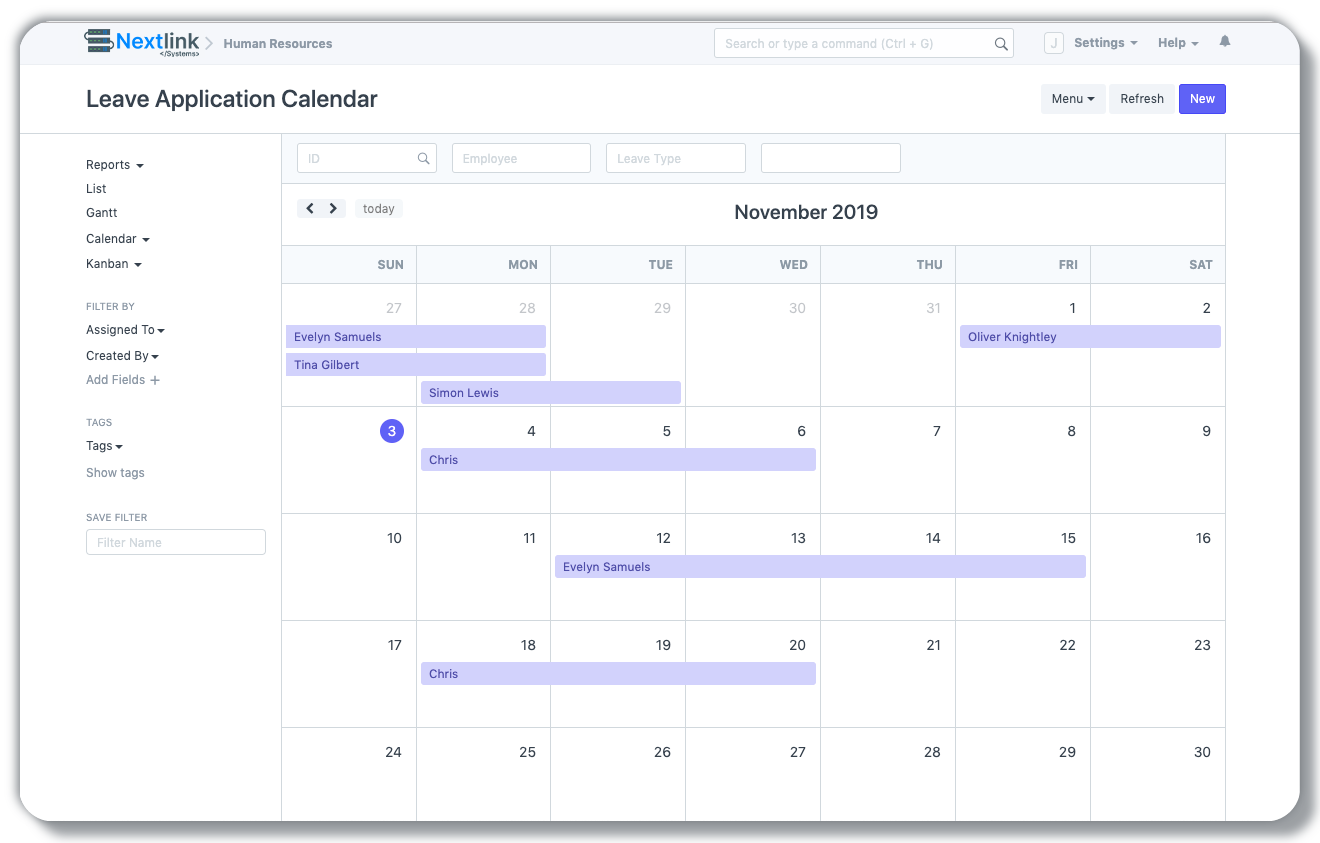 Nextlink
</Systems>
Human Resources
Search or type a command (Ctrl + G)
J
Settings
Help
Leave Application Calendar
Menu
Refresh
New
Reports
List
Gantt
Calendar
Kanban
FILTER BY
Assigned To
Created By
Add Fields +
TAGS
Tags
Show tags
SAVE FILTER
Filter Name
ID
Employee
Leave Type
today
November 2019
SUN MON TUE WED THU FRI SAT
27 28 29 30 31 1 2
Evelyn Samuels
Oliver Knightley
Tina Gilbert
Simon Lewis
3 4 5 6 7 8 9
Chris
10 11 12 13 14 15 16
Evelyn Samuels
17 18 19 20 21 22 23
Chris
24 25 26 27 28 29 30